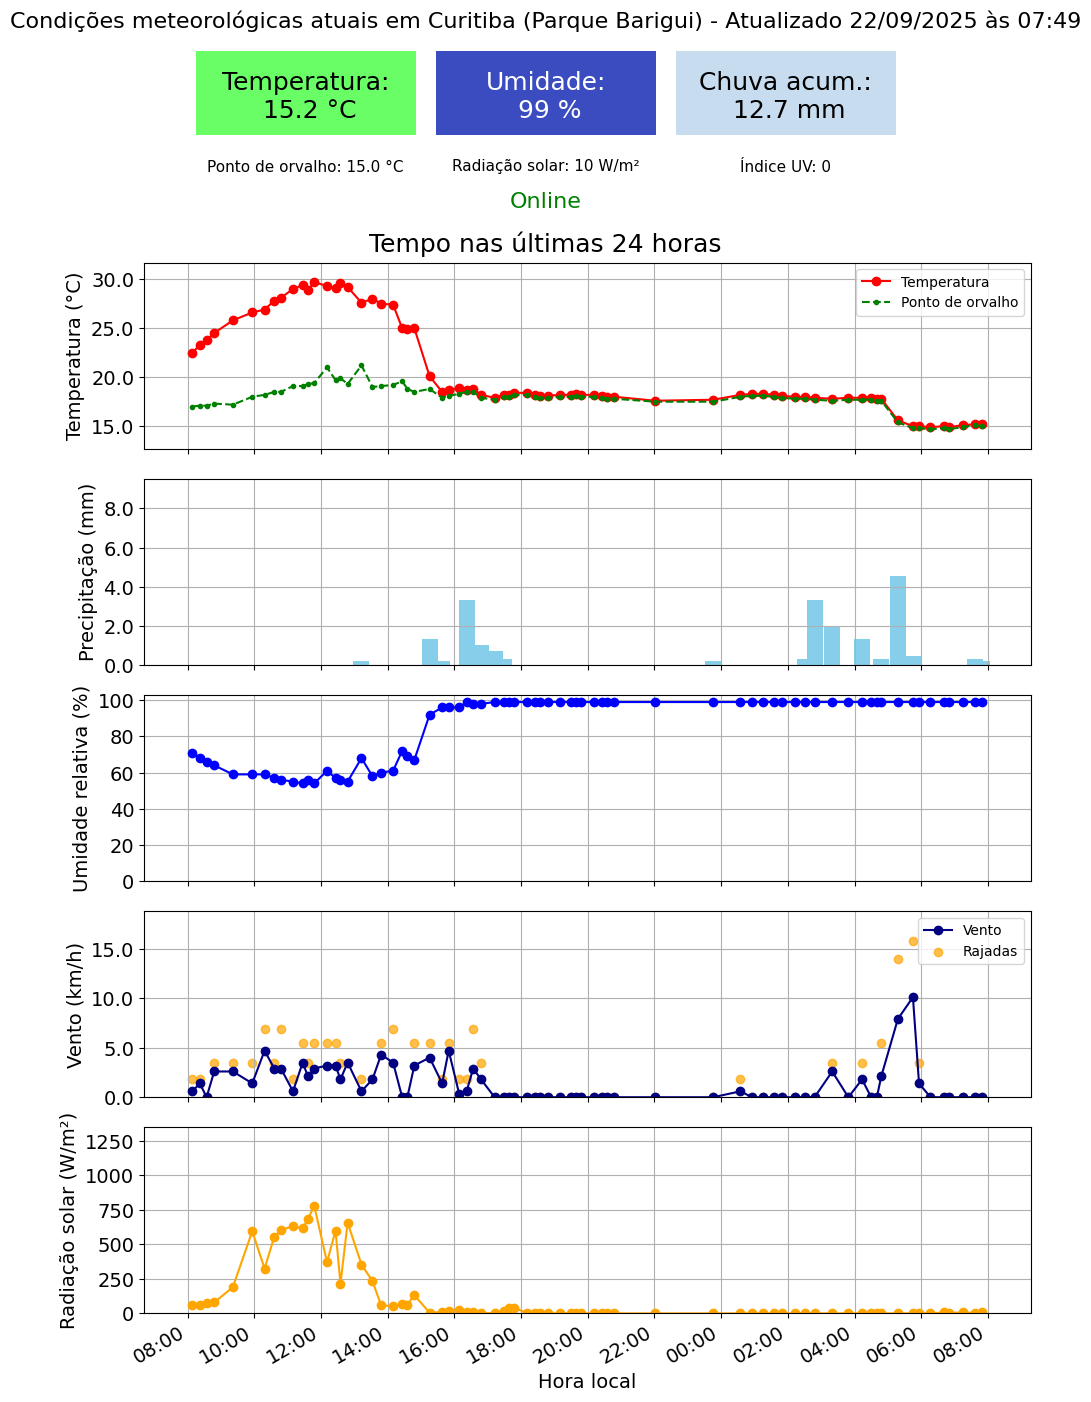 Condições meteorológicas atuais em Curitiba (Parque Barigui) - Atualizado 22/09/2025 às 07:49
Temperatura:
15.2 °C
Umidade:
99 %
Chuva acum.:
12.7 mm
Ponto de orvalho: 15.0 °C
Radiação solar: 10 W/m²
Índice UV: 0
Online
Tempo nas últimas 24 horas
Temperatura (°C)
30.0
25.0
20.0
15.0
Temperatura
Ponto de orvalho
Precipitação (mm)
8.0
6.0
4.0
2.0
0.0
Umidade relativa (%)
100
80
60
40
20
0
Vento (km/h)
15.0
10.0
5.0
0.0
Vento
Rajadas
Radiação solar (W/m²)
1250
1000
750
500
250
0
08:00
10:00
12:00
14:00
16:00
18:00
20:00
22:00
00:00
02:00
04:00
06:00
08:00
Hora local